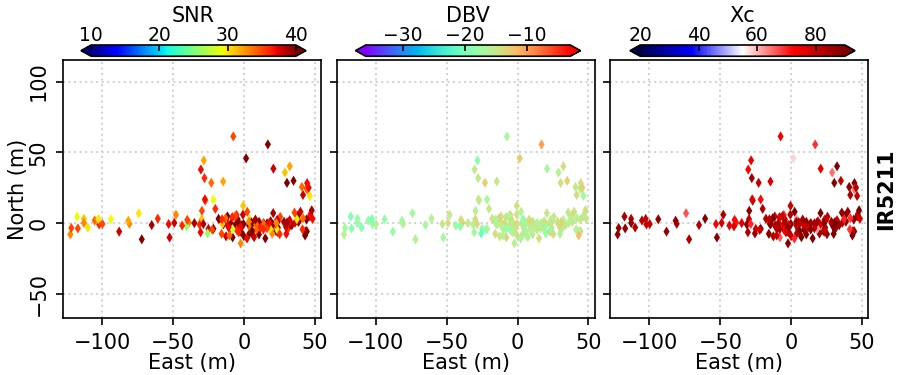 SNR DBV Xc
10 20 30 40 −30 −20 −10 20 40 60 80
100
50
0
−50
North (m)
IR5211
−100 −50 0 50 −100 −50 0 50 −100 −50 0 50
East (m) East (m) East (m)